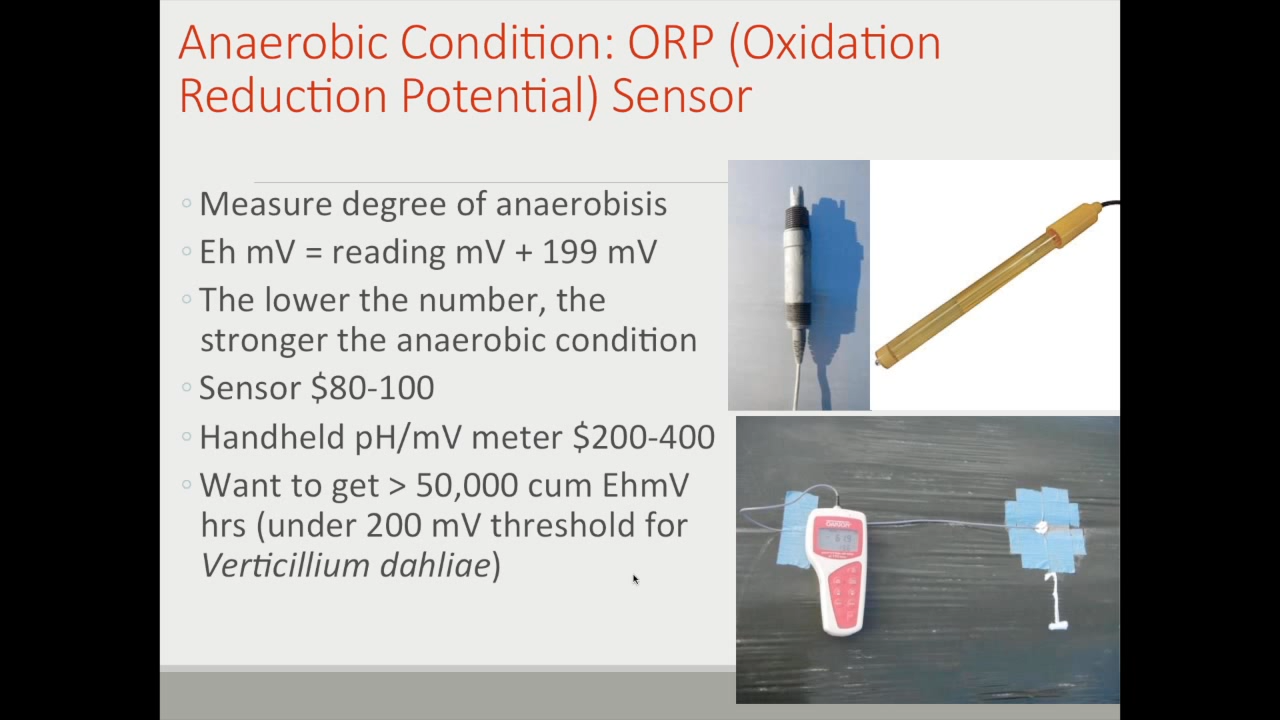 Anaerobic Condition: ORP (Oxidation
Reduction Potential) Sensor
◦ Measure degree of anaerobisis
◦ Eh mV = reading mV + 199 mV
◦ The lower the number, the
stronger the anaerobic condition
◦ Sensor $80-100
◦ Handheld pH/mV meter $200-400
◦ Want to get > 50,000 cum EhmV
hrs (under 200 mV threshold for
Verticillium dahliae)
OAKTON
1